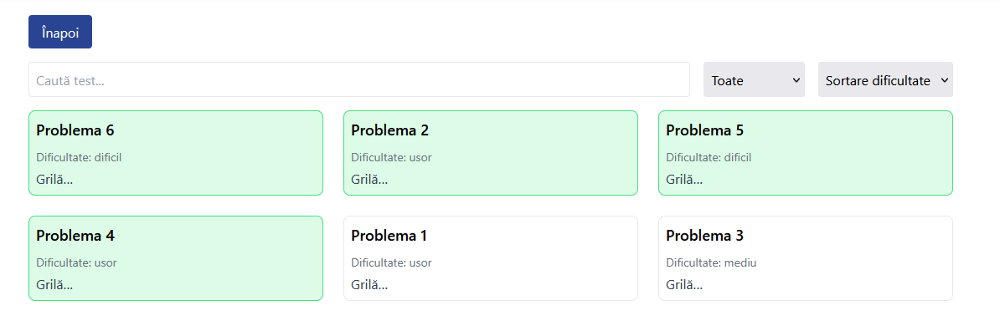 Înapoi
Caută test...
Toate
Sortare dificultate
Problema 6
Dificultate: dificil
Grilă...
Problema 2
Dificultate: usor
Grilă...
Problema 5
Dificultate: dificil
Grilă...
Problema 4
Dificultate: usor
Grilă...
Problema 1
Dificultate: usor
Grilă...
Problema 3
Dificultate: mediu
Grilă...